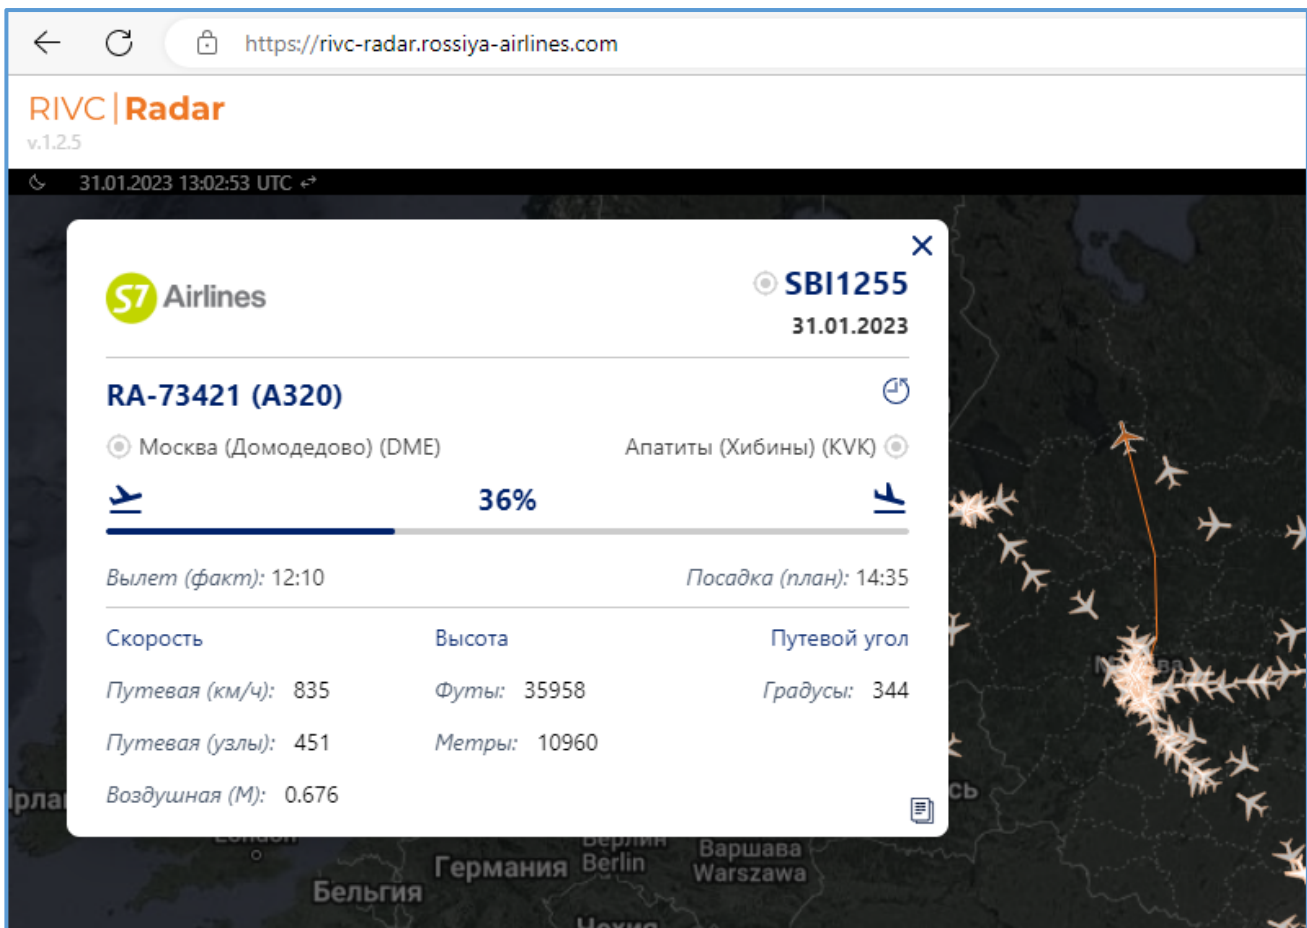 https://rivc-radar.rossiya-airlines.com
RIVC|Radar
v.1.2.5
31.01.2023 13:02:53 UTC
S7 Airlines
SBI1255
31.01.2023
RA-73421 (A320)
Москва (Домодедово) (DME)
Апатиты (Хибины) (KVK)
36%
Вылет (факт): 12:10
Посадка (план): 14:35
Скорость
Высота
Путевой угол
Путевая (км/ч): 835
Футы: 35958
Градусы: 344
Путевая (узлы): 451
Метры: 10960
Воздушная (М): 0.676
London
Берлин
Berlin
Германия
Варшава
Warszawa
Бельгия